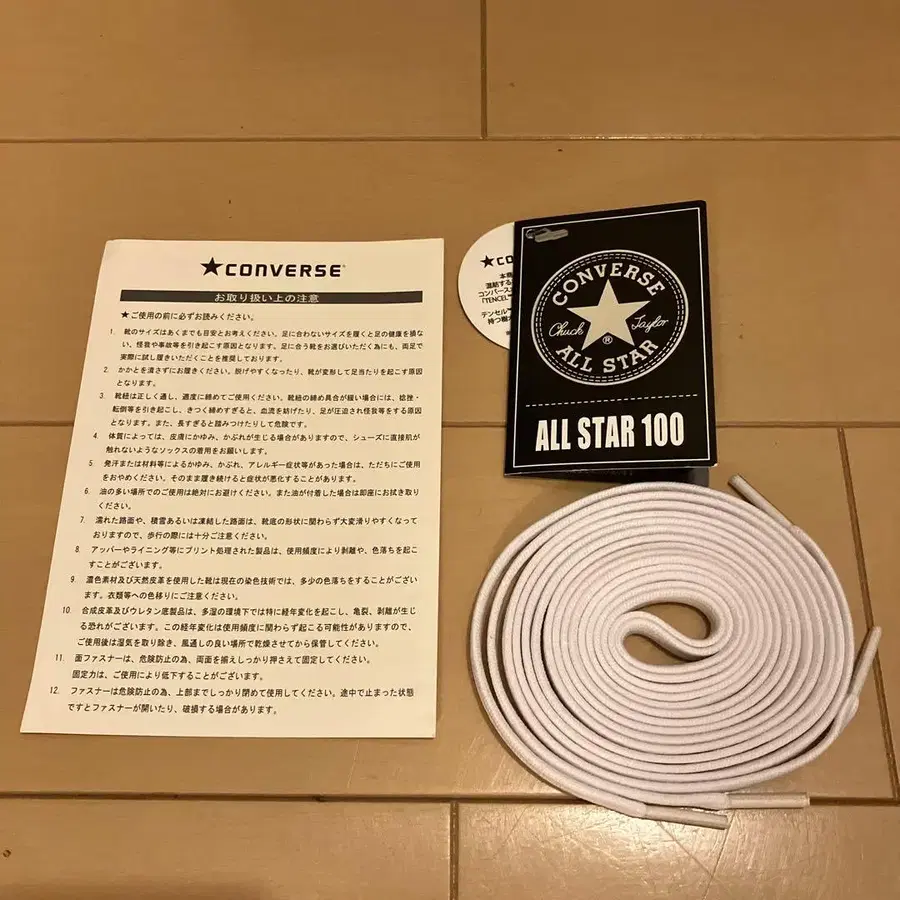 ★CONVERSE®
お取り扱い上の注意
★ご使用の前に必ずお読みください。
1. 靴のサイズはあくまでも目安とお考えください。足に合わないサイズを履くと足の健康を損な
い、怪我や事故等を引き起こす原因となります。足に合う靴をお選びいただく為にも、両足で
実際に試し履きいただくことを推奨しております。
2. かかとを潰さずにお履きください。脱げやすくなったり、靴が変形して足当たりを起こす原因
となります。
3. 靴紐は正しく通し、適度に締めてご使用ください。靴紐の締め具合が緩い場合には、捻挫・
転倒等を引き起こし、きつく締めすぎると、血流を妨げたり、足が圧迫され怪我等をする原因
となります。また、長すぎると踏みつけたりして危険です。
4. 体質によっては、皮膚にかゆみ、かぶれが生じる場合がありますので、シューズに直接肌が
触れないようなソックスの着用をお願いします。
5. 発汗または材料等によるかゆみ、かぶれ、アレルギー症状等があった場合は、ただちにご使用
をおやめください。そのまま履き続けると症状が悪化することがあります。
6. 油の多い場所でのご使用は絶対にお避けください。また油が付着した場合は即座にお拭き取り
ください。
7. 濡れた路面や、積雪あるいは凍結した路面は、靴底の形状に関わらず大変滑りやすくなって
おりますので、歩行の際には十分ご注意ください。
8. アッパーやライニング等にプリント処理された製品は、使用頻度により剥離や、色落ちを起こ
すことがございます。
9. 濃色素材及び天然皮革を使用した靴は現在の染色技術では、多少の色落ちをすることがござい
ます。衣類等への色移りにご注意ください。
10. 合成皮革及びウレタン底製品は、多湿の環境下では特に経年変化を起こし、亀裂、剥離が生じ
る恐れがございます。この経年変化は使用頻度に関わらず起こる可能性がありますので、
ご使用後は湿気を取り除き、風通しの良い場所で乾燥させてから保管してください。
11. 面ファスナーは、危険防止の為、両面を揃えしっかり押さえて固定してください。
固定力は、ご使用により低下することがございます。
12. ファスナーは危険防止の為、上部までしっかり閉めて使用してください。途中で止まった状態
ですとファスナーが開いたり、破損する場合があります。
★CO
本商
混紡する
コンバース
「TENCEL™
テンセル™
持つ
CONVERSE
Chuck Taylor
®
ALL STAR
ALL STAR 100